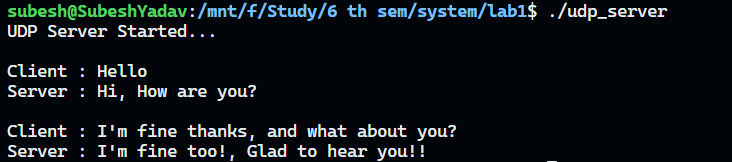 subesh@SubeshYadav:/mnt/f/Study/6 th sem/system/lab1$ ./udp_server
UDP Server Started...
Client : Hello
Server : Hi, How are you?
Client : I'm fine thanks, and what about you?
Server : I'm fine too!, Glad to hear you!!